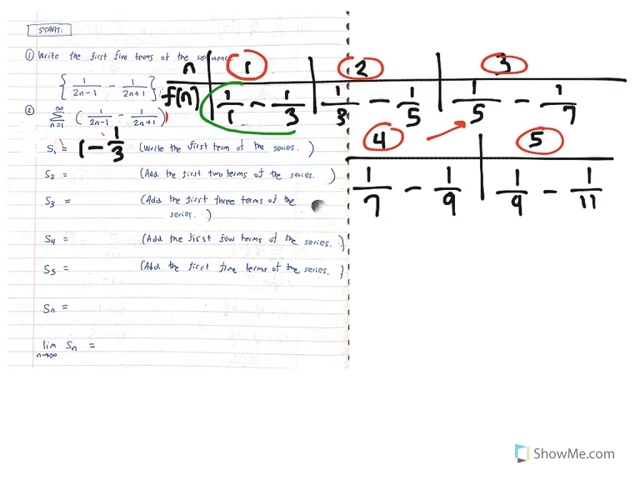 START:
① Write the first five terms of the sequence
{ 1/(2n-1) - 1/(2n+1) }
n | 1 | 2 | 3
f(n) | 1/1 - 1/3 | 1/3 - 1/5 | 1/5 - 1/7
4 | 5
1/7 - 1/9 | 1/9 - 1/11
② ∞∑n=1 ( 1/(2n-1) - 1/(2n+1) )
S₁ = 1 - 1/3 (Write the first term of the series. )
S₂ = (Add the first two terms of the series. )
S₃ = (Add the first three terms of the
series. )
S₄ = (Add the first four terms of the series. )
S₅ = (Add the first five terms of the series. )
Sₙ =
lim n→∞ Sₙ =
ShowMe.com